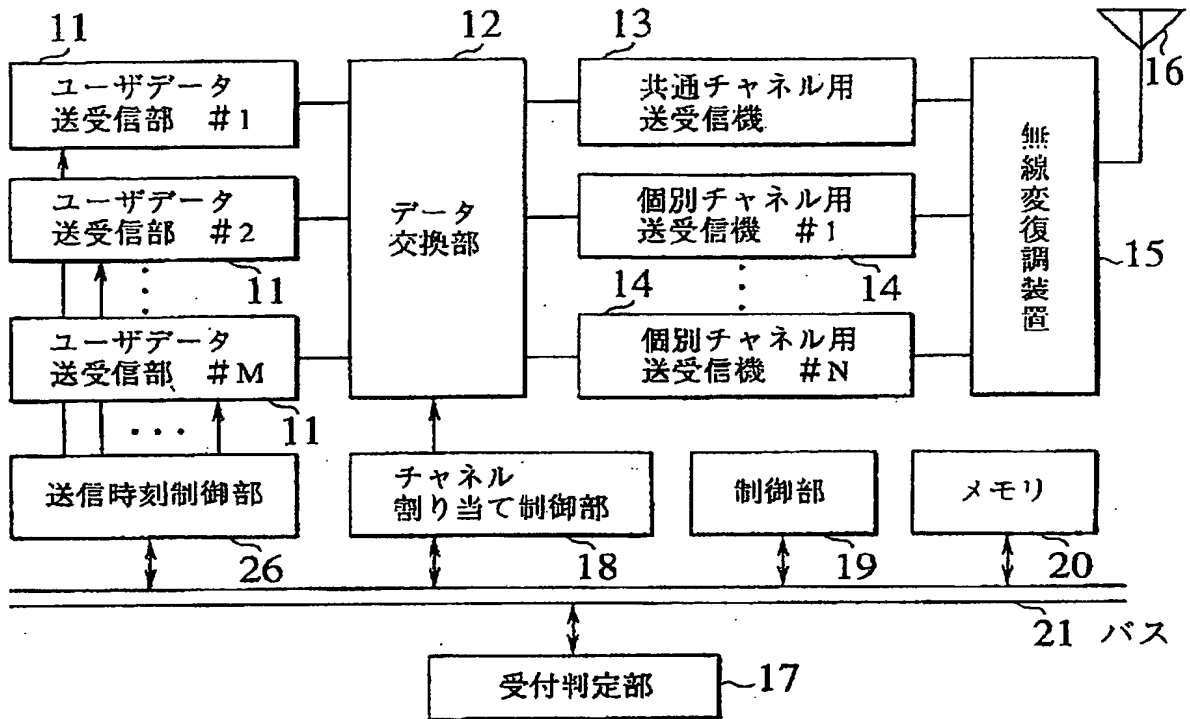 11
ユーザデータ
送受信部 #1
12
データ
交換部
13
共通チャネル用
送受信機
16
ユーザデータ
送受信部 #2
11
個別チャネル用
送受信機 #1
14
無線変復調装置
15
ユーザデータ
送受信部 #M
11
14
個別チャネル用
送受信機 #N
送信時刻制御部
26
チャネル
割り当て制御部
18
制御部
19
メモリ
20
21 バス
受付判定部
17